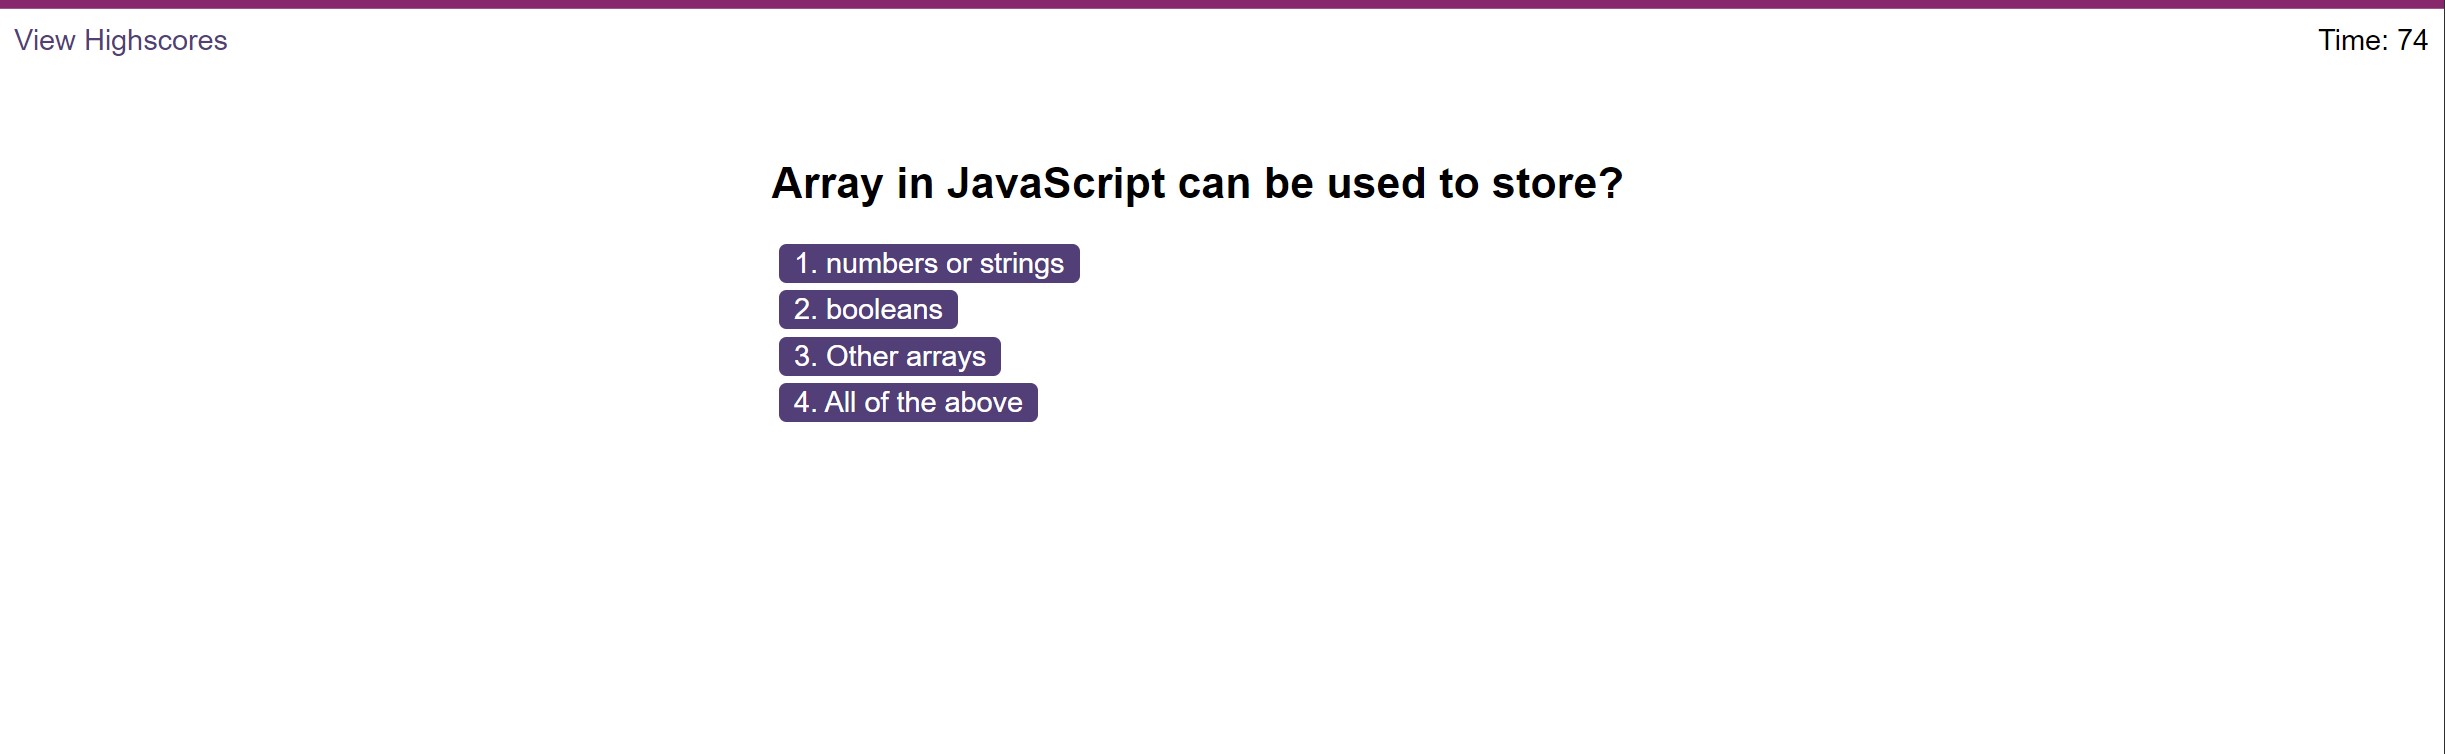 View Highscores
Time: 74
Array in JavaScript can be used to store?
1. numbers or strings
2. booleans
3. Other arrays
4. All of the above